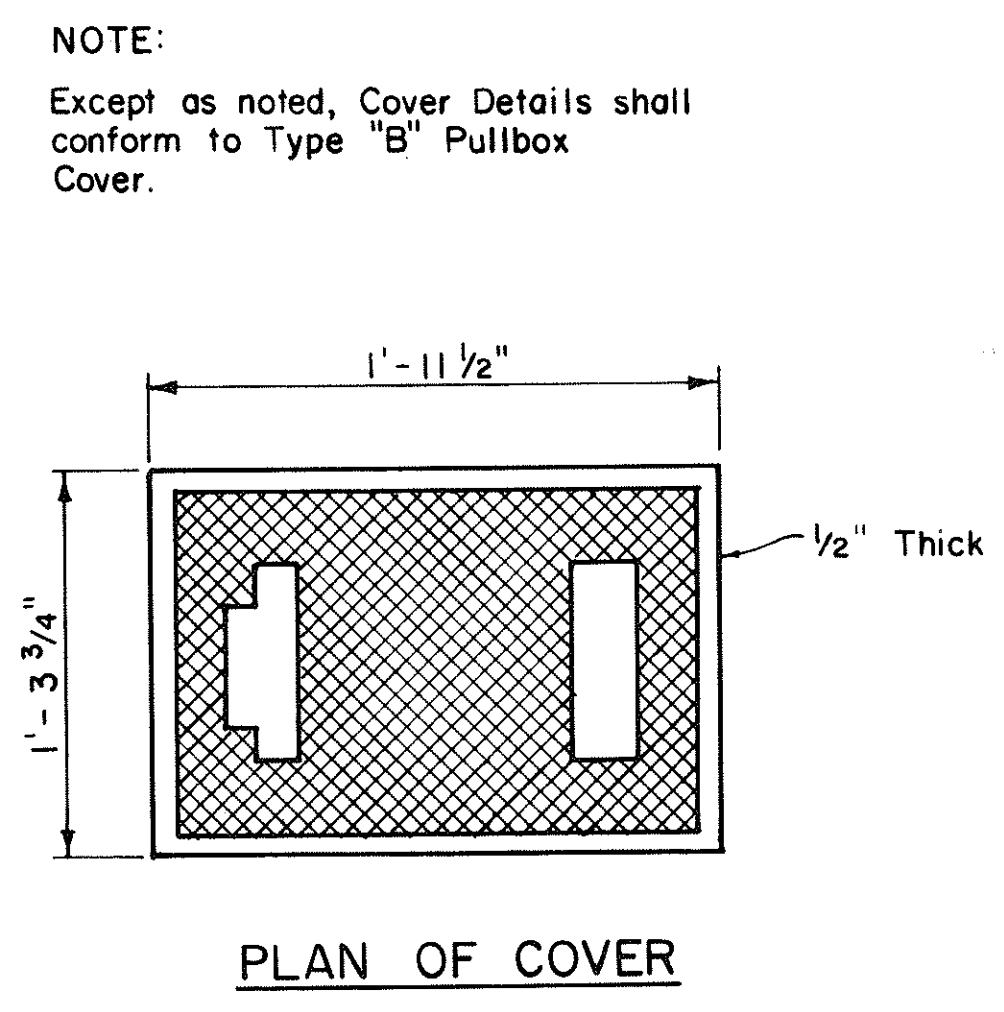 NOTE:
Except as noted, Cover Details shall
conform to Type "B" Pullbox
Cover.
1'-11 1/2"
1/2" Thick
1'-3 3/4"
PLAN OF COVER